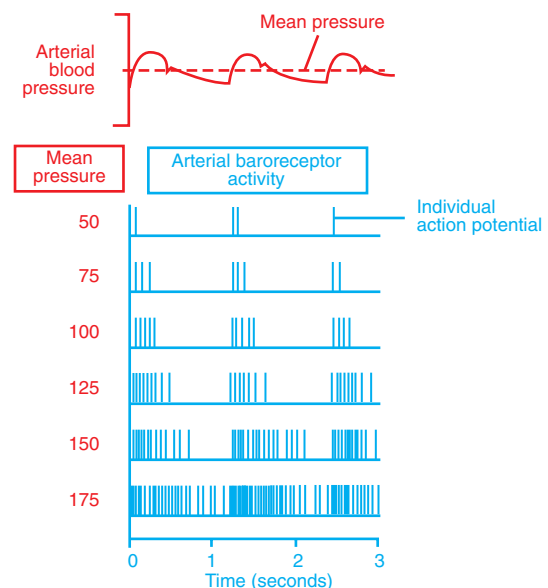 Mean pressure
Arterial
blood
pressure
Mean
pressure
Arterial baroreceptor
activity
50
Individual
action potential
75
100
125
150
175
0 1 2 3
Time (seconds)